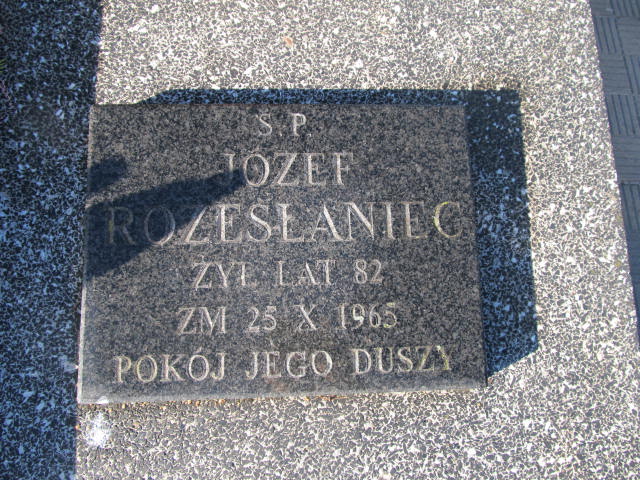 Ś.P.
JÓZEF
ROZESŁANIEC
ŻYŁ LAT 82
ZM 25 X 1965
POKÓJ JEGO DUSZY